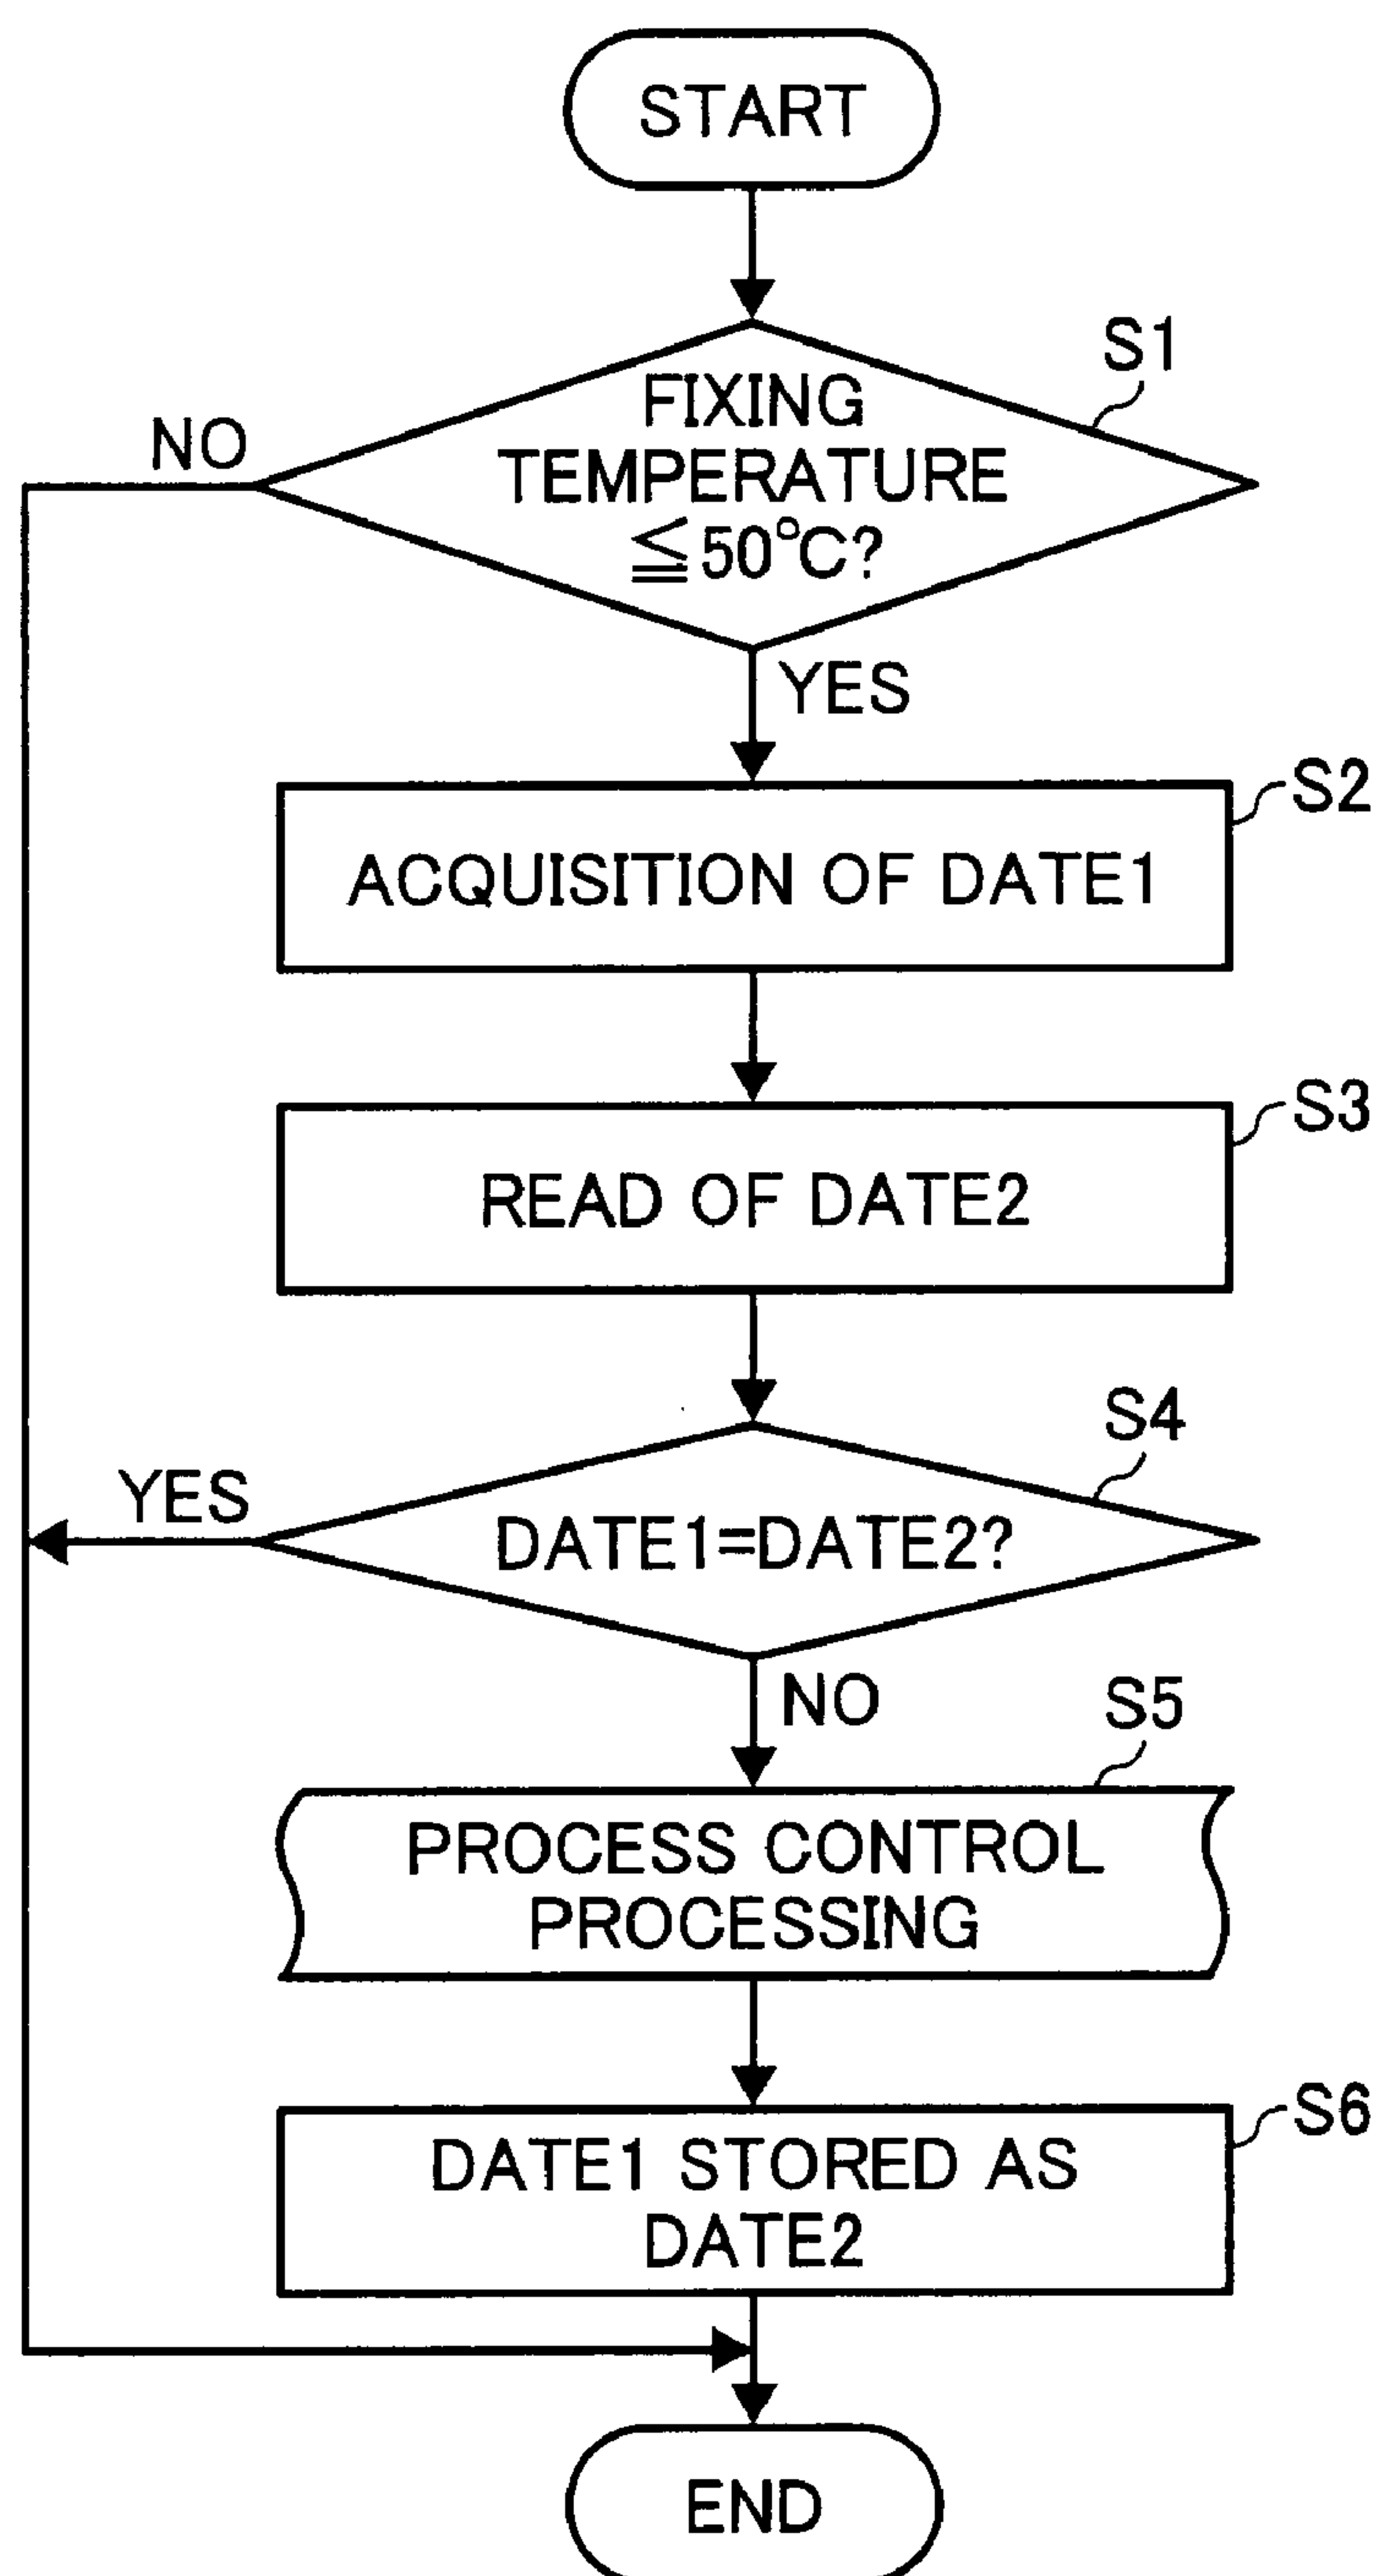 START
S1
NO
FIXING
TEMPERATURE
≦50°C?
YES
S2
ACQUISITION OF DATE1
S3
READ OF DATE2
S4
YES
DATE1=DATE2?
NO
S5
PROCESS CONTROL
PROCESSING
S6
DATE1 STORED AS
DATE2
END